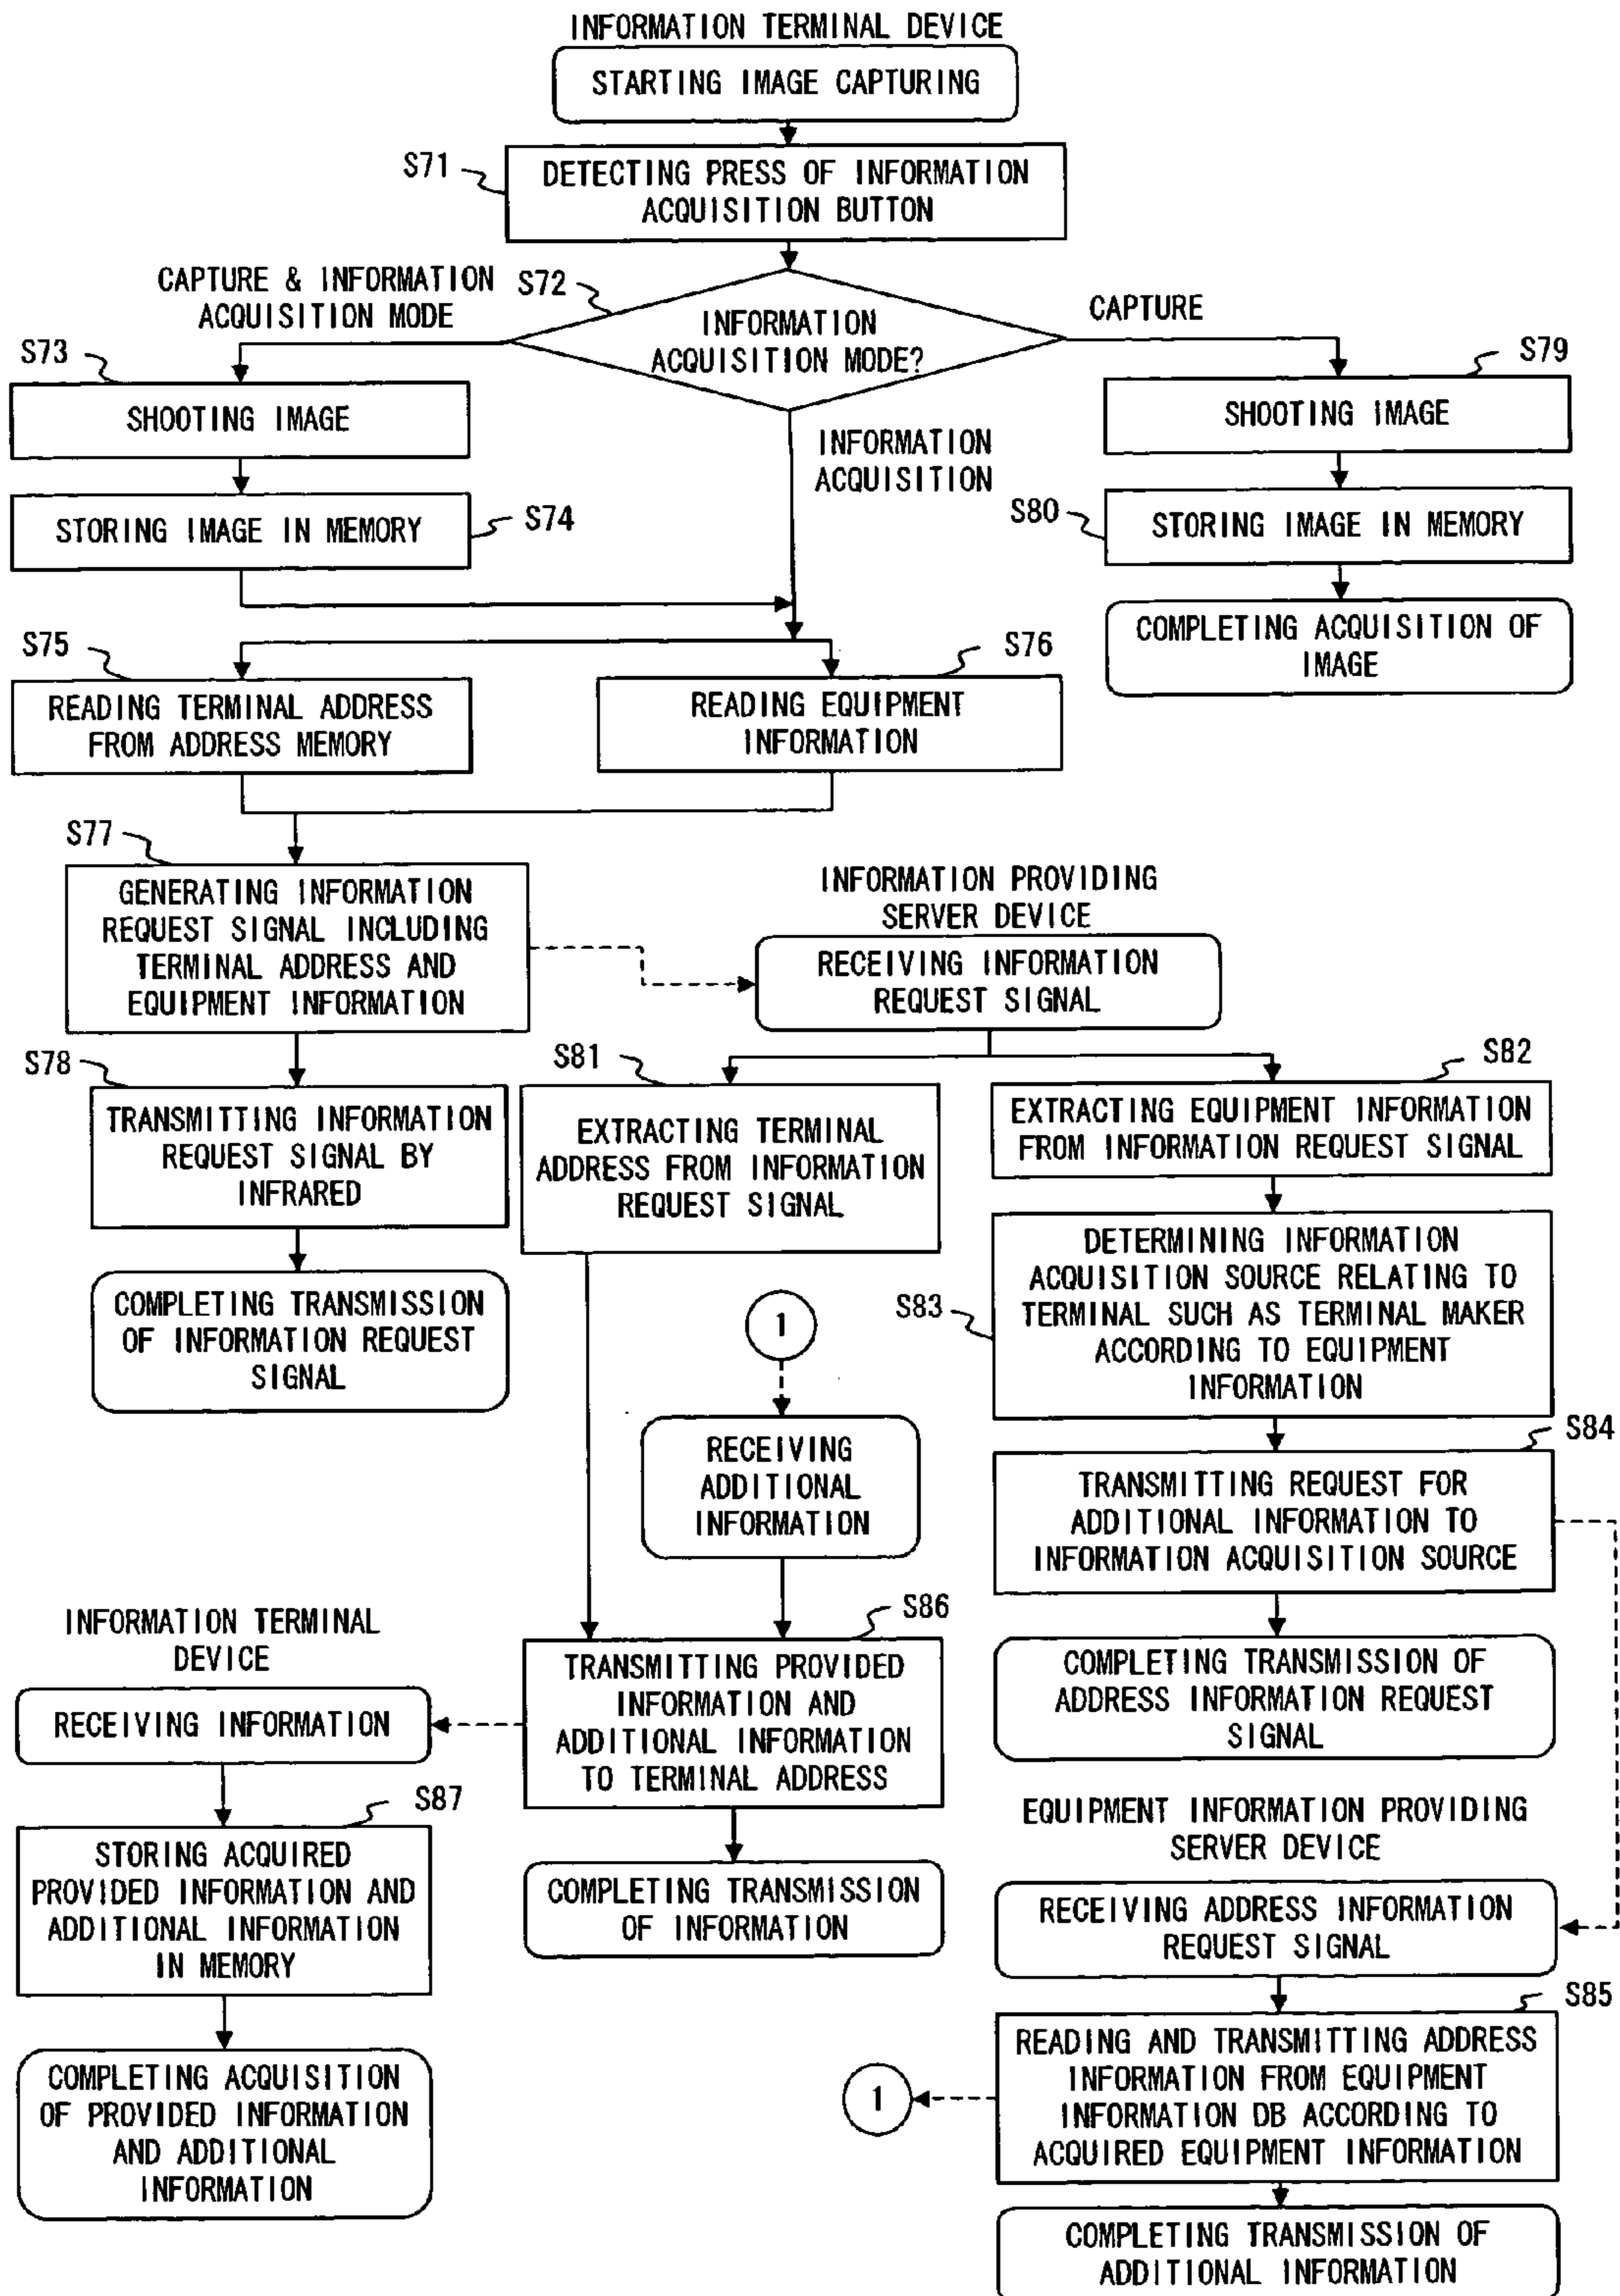 INFORMATION TERMINAL DEVICE
STARTING IMAGE CAPTURING
S71
DETECTING PRESS OF INFORMATION
ACQUISITION BUTTON
CAPTURE & INFORMATION
ACQUISITION MODE
S72
INFORMATION
ACQUISITION MODE?
CAPTURE
S73
SHOOTING IMAGE
S79
SHOOTING IMAGE
INFORMATION
ACQUISITION
STORING IMAGE IN MEMORY
S74
S80
STORING IMAGE IN MEMORY
COMPLETING ACQUISITION OF
IMAGE
S75
READING TERMINAL ADDRESS
FROM ADDRESS MEMORY
S76
READING EQUIPMENT
INFORMATION
S77
GENERATING INFORMATION
REQUEST SIGNAL INCLUDING
TERMINAL ADDRESS AND
EQUIPMENT INFORMATION
INFORMATION PROVIDING
SERVER DEVICE
RECEIVING INFORMATION
REQUEST SIGNAL
S78
TRANSMITTING INFORMATION
REQUEST SIGNAL BY
INFRARED
COMPLETING TRANSMISSION
OF INFORMATION REQUEST
SIGNAL
S81
EXTRACTING TERMINAL
ADDRESS FROM INFORMATION
REQUEST SIGNAL
S82
EXTRACTING EQUIPMENT INFORMATION
FROM INFORMATION REQUEST SIGNAL
S83
DETERMINING INFORMATION
ACQUISITION SOURCE RELATING TO
TERMINAL SUCH AS TERMINAL MAKER
ACCORDING TO EQUIPMENT
INFORMATION
1
RECEIVING
ADDITIONAL
INFORMATION
S84
TRANSMITTING REQUEST FOR
ADDITIONAL INFORMATION TO
INFORMATION ACQUISITION SOURCE
COMPLETING TRANSMISSION OF
ADDRESS INFORMATION REQUEST
SIGNAL
S86
TRANSMITTING PROVIDED
INFORMATION AND
ADDITIONAL INFORMATION
TO TERMINAL ADDRESS
COMPLETING TRANSMISSION
OF INFORMATION
INFORMATION TERMINAL
DEVICE
RECEIVING INFORMATION
S87
STORING ACQUIRED
PROVIDED INFORMATION AND
ADDITIONAL INFORMATION
IN MEMORY
COMPLETING ACQUISITION
OF PROVIDED INFORMATION
AND ADDITIONAL
INFORMATION
EQUIPMENT INFORMATION PROVIDING
SERVER DEVICE
RECEIVING ADDRESS INFORMATION
REQUEST SIGNAL
S85
READING AND TRANSMITTING ADDRESS
INFORMATION FROM EQUIPMENT
INFORMATION DB ACCORDING TO
ACQUIRED EQUIPMENT INFORMATION
1
COMPLETING TRANSMISSION OF
ADDITIONAL INFORMATION